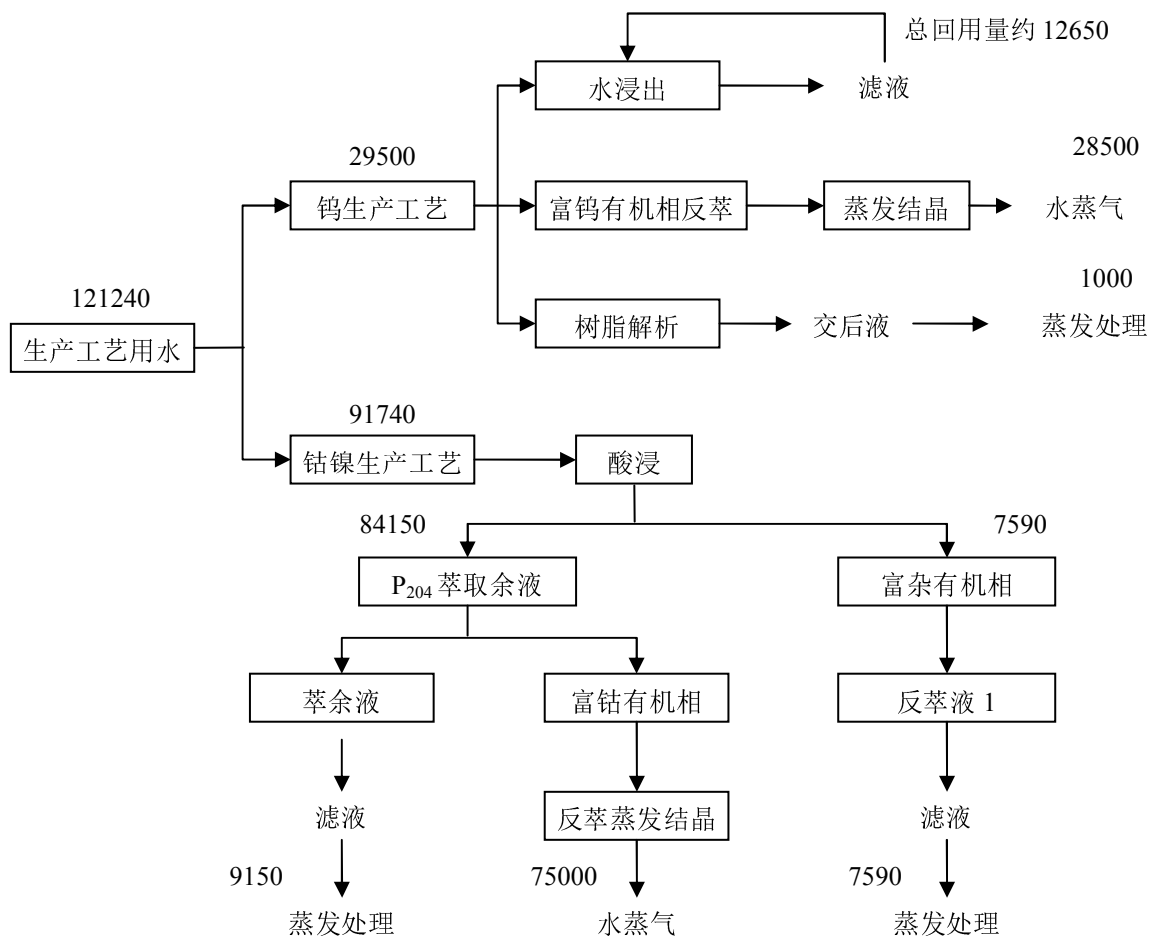 总回用量约 12650
水浸出
滤液
29500
28500
钨生产工艺
富钨有机相反萃
蒸发结晶
水蒸气
121240
1000
生产工艺用水
树脂解析
交后液
蒸发处理
91740
钴镍生产工艺
酸浸
84150
7590
P204 萃取余液
富杂有机相
萃余液
富钴有机相
反萃液 1
滤液
反萃蒸发结晶
滤液
9150
75000
7590
蒸发处理
水蒸气
蒸发处理